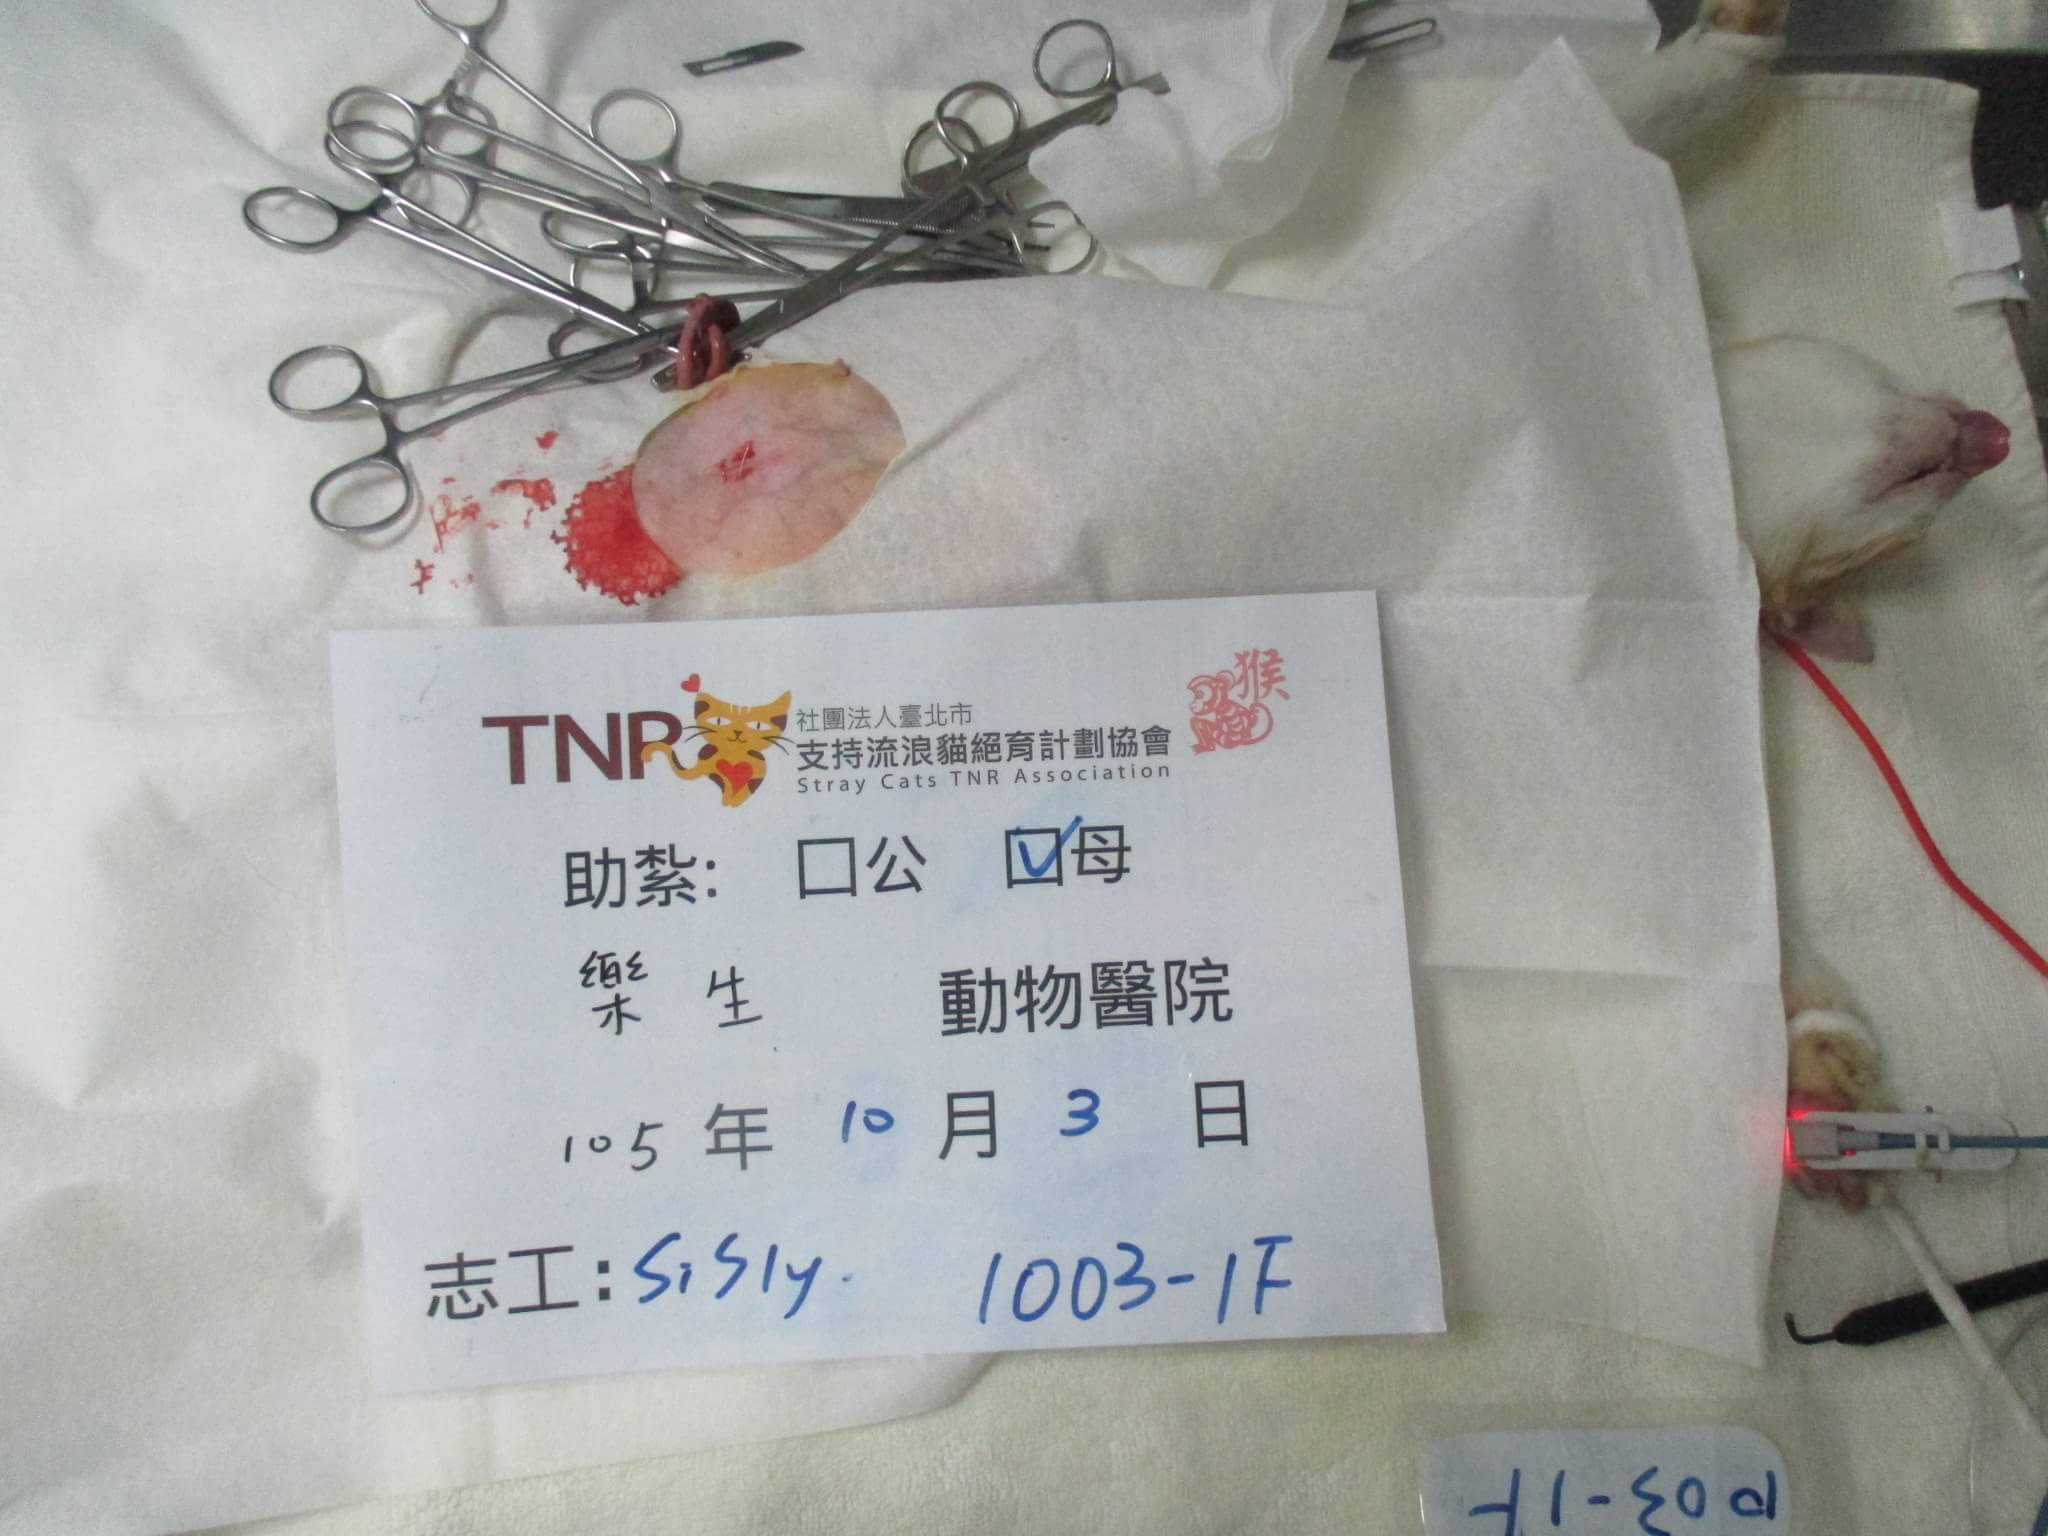 TNR
社團法人臺北市
支持流浪貓絕育計劃協會
Stray Cats TNR Association
猴
助紮: 口公 口母
樂生 動物醫院
105 年 10 月 3 日
志工: Sisly. 1003-1F